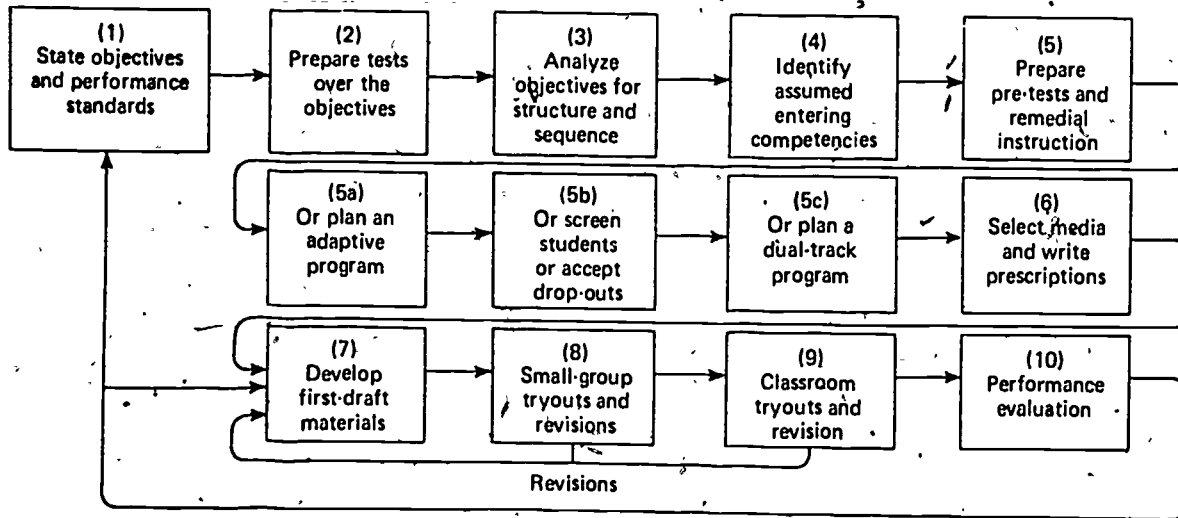 (1)
State objectives
and performance
standards
(2)
Prepare tests
over the
objectives
(3)
Analyze
objectives for
structure and
sequence
(4)
Identify
assumed
entering
competencies
(5)
Prepare
pre-tests and
remedial
instruction
(5a)
Or plan an
adaptive
program
(5b)
Or screen
students
or accept
drop-outs
(5c)
Or plan a
dual-track
program
(6)
Select media
and write
prescriptions
(7)
Develop
first-draft
materials
(8)
Small-group
tryouts and
revisions
(9)
Classroom
tryouts and
revision
(10)
Performance
evaluation
Revisions